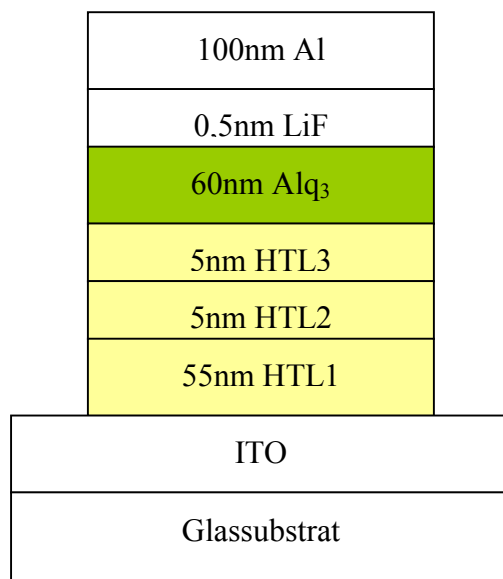 100nm Al
0,5nm LiF
60nm Alq₃
5nm HTL3
5nm HTL2
55nm HTL1
ITO
Glassubstrat